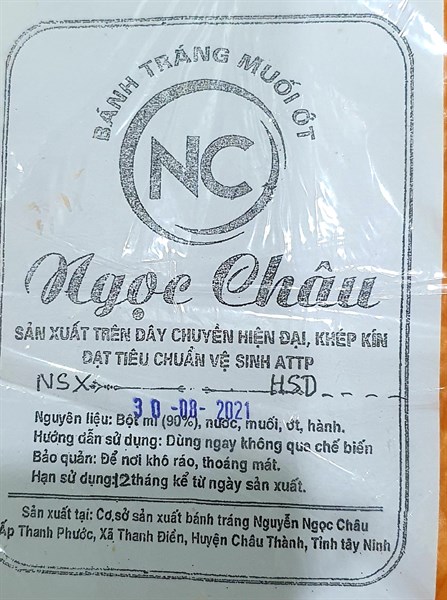 BÁNH TRÁNG MUỐI ỚT
NC
Ngọc Châu
SẢN XUẤT TRÊN DÂY CHUYỀN HIỆN ĐẠI, KHÉP KÍN
ĐẠT TIÊU CHUẨN VỆ SINH ATTP
NSX HSD
30-08-2021
Nguyên liệu: Bột mì (90%), nước, muối, ớt, hành.
Hướng dẫn sử dụng: Dùng ngay không qua chế biến
Bảo quản: Để nơi khô ráo, thoáng mát.
Hạn sử dụng: 12 tháng kể từ ngày sản xuất.
Sản xuất tại: Cơ sở sản xuất bánh tráng Nguyễn Ngọc Châu
Ấp Thanh Phước, Xã Thanh Điền, Huyện Châu Thành, Tỉnh tây Ninh